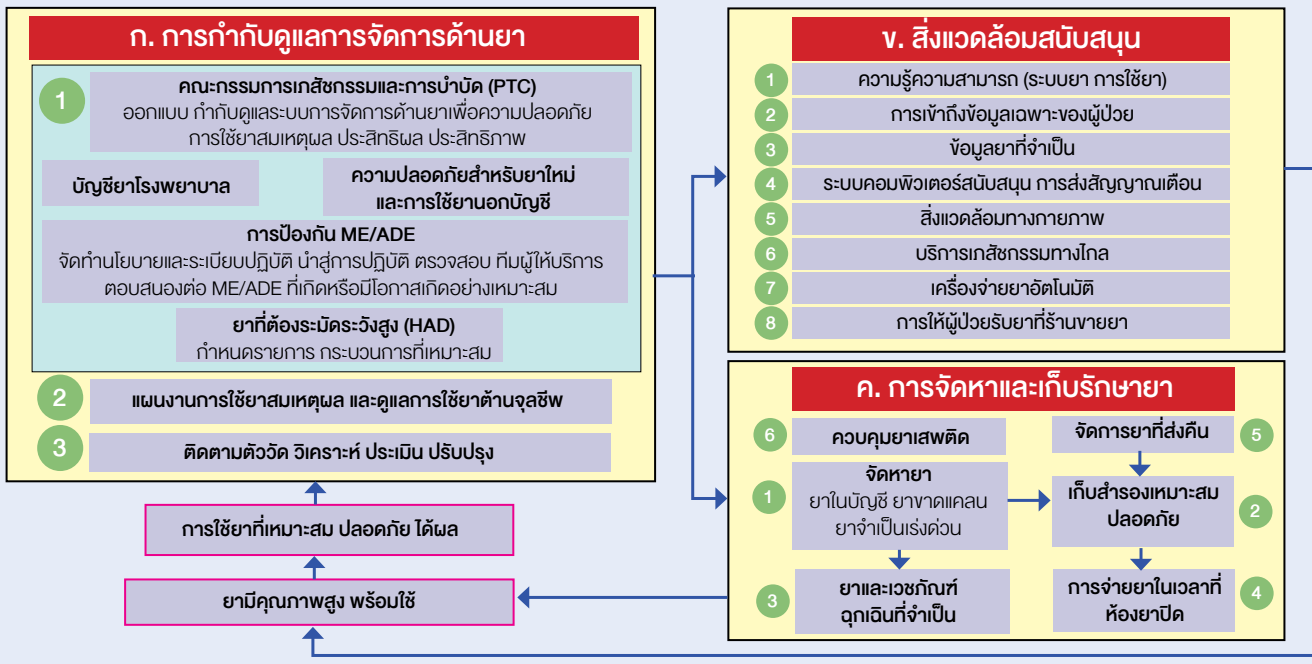 ก. การกำกับดูแลการจัดการด้านยา
1
คณะกรรมการเภสัชกรรมและการบำบัด (PTC)
ออกแบบ กำกับดูแลระบบการจัดการด้านยาเพื่อความปลอดภัย
การใช้ยาสมเหตุผล ประสิทธิผล ประสิทธิภาพ
บัญชียาโรงพยาบาล
ความปลอดภัยสำหรับยาใหม่
และการใช้ยานอกบัญชี
การป้องกัน ME/ADE
จัดทำนโยบายและระเบียบปฏิบัติ นำสู่การปฏิบัติ ตรวจสอบ ทีมผู้ให้บริการ
ตอบสนองต่อ ME/ADE ที่เกิดหรือมีโอกาสเกิดอย่างเหมาะสม
ยาที่ต้องระมัดระวังสูง (HAD)
กำหนดรายการ กระบวนการที่เหมาะสม
2
แผนงานการใช้ยาสมเหตุผล และดูแลการใช้ยาต้านจุลชีพ
3
ติดตามตัววัด วิเคราะห์ ประเมิน ปรับปรุง
การใช้ยาที่เหมาะสม ปลอดภัย ได้ผล
ยามีคุณภาพสูง พร้อมใช้
ข. สิ่งแวดล้อมสนับสนุน
1 ความรู้ความสามารถ (ระบบยา การใช้ยา)
2 การเข้าถึงข้อมูลเฉพาะของผู้ป่วย
3 ข้อมูลยาที่จำเป็น
4 ระบบคอมพิวเตอร์สนับสนุน การส่งสัญญาณเตือน
5 สิ่งแวดล้อมทางกายภาพ
6 บริการเภสัชกรรมทางไกล
7 เครื่องจ่ายยาอัตโนมัติ
8 การให้ผู้ป่วยรับยาที่ร้านขายยา
ค. การจัดหาและเก็บรักษายา
6 ควบคุมยาเสพติด
จัดการยาที่ส่งคืน 5
1
จัดหายา
ยาในบัญชี ยาขาดแคลน
ยาจำเป็นเร่งด่วน
เก็บสำรองเหมาะสม
ปลอดภัย
2
3
ยาและเวชภัณฑ์
ฉุกเฉินที่จำเป็น
การจ่ายยาในเวลาที่
ห้องยาปิด
4